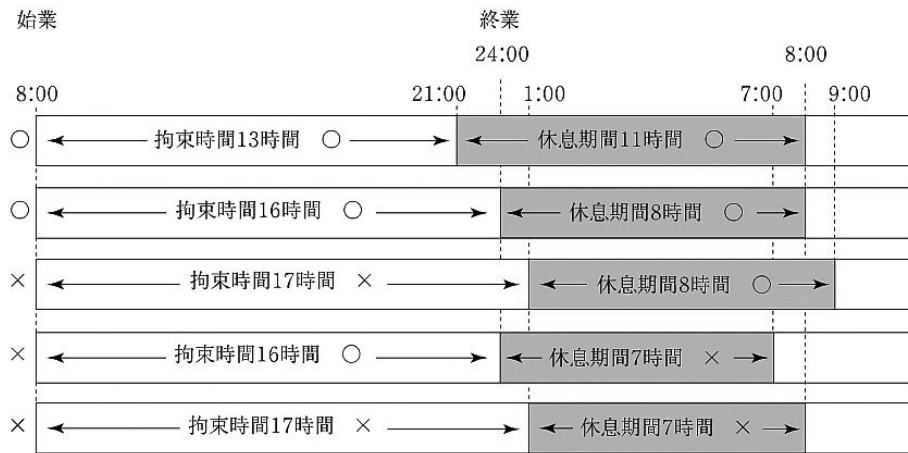 始業 終業
24:00 8:00
8:00 21:00 1:00 7:00 9:00
○ 拘束時間13時間 ○ 休息期間11時間 ○
○ 拘束時間16時間 ○ 休息期間8時間 ○
× 拘束時間17時間 × 休息期間8時間 ○
× 拘束時間16時間 ○ 休息期間7時間 ×
× 拘束時間17時間 × 休息期間7時間 ×